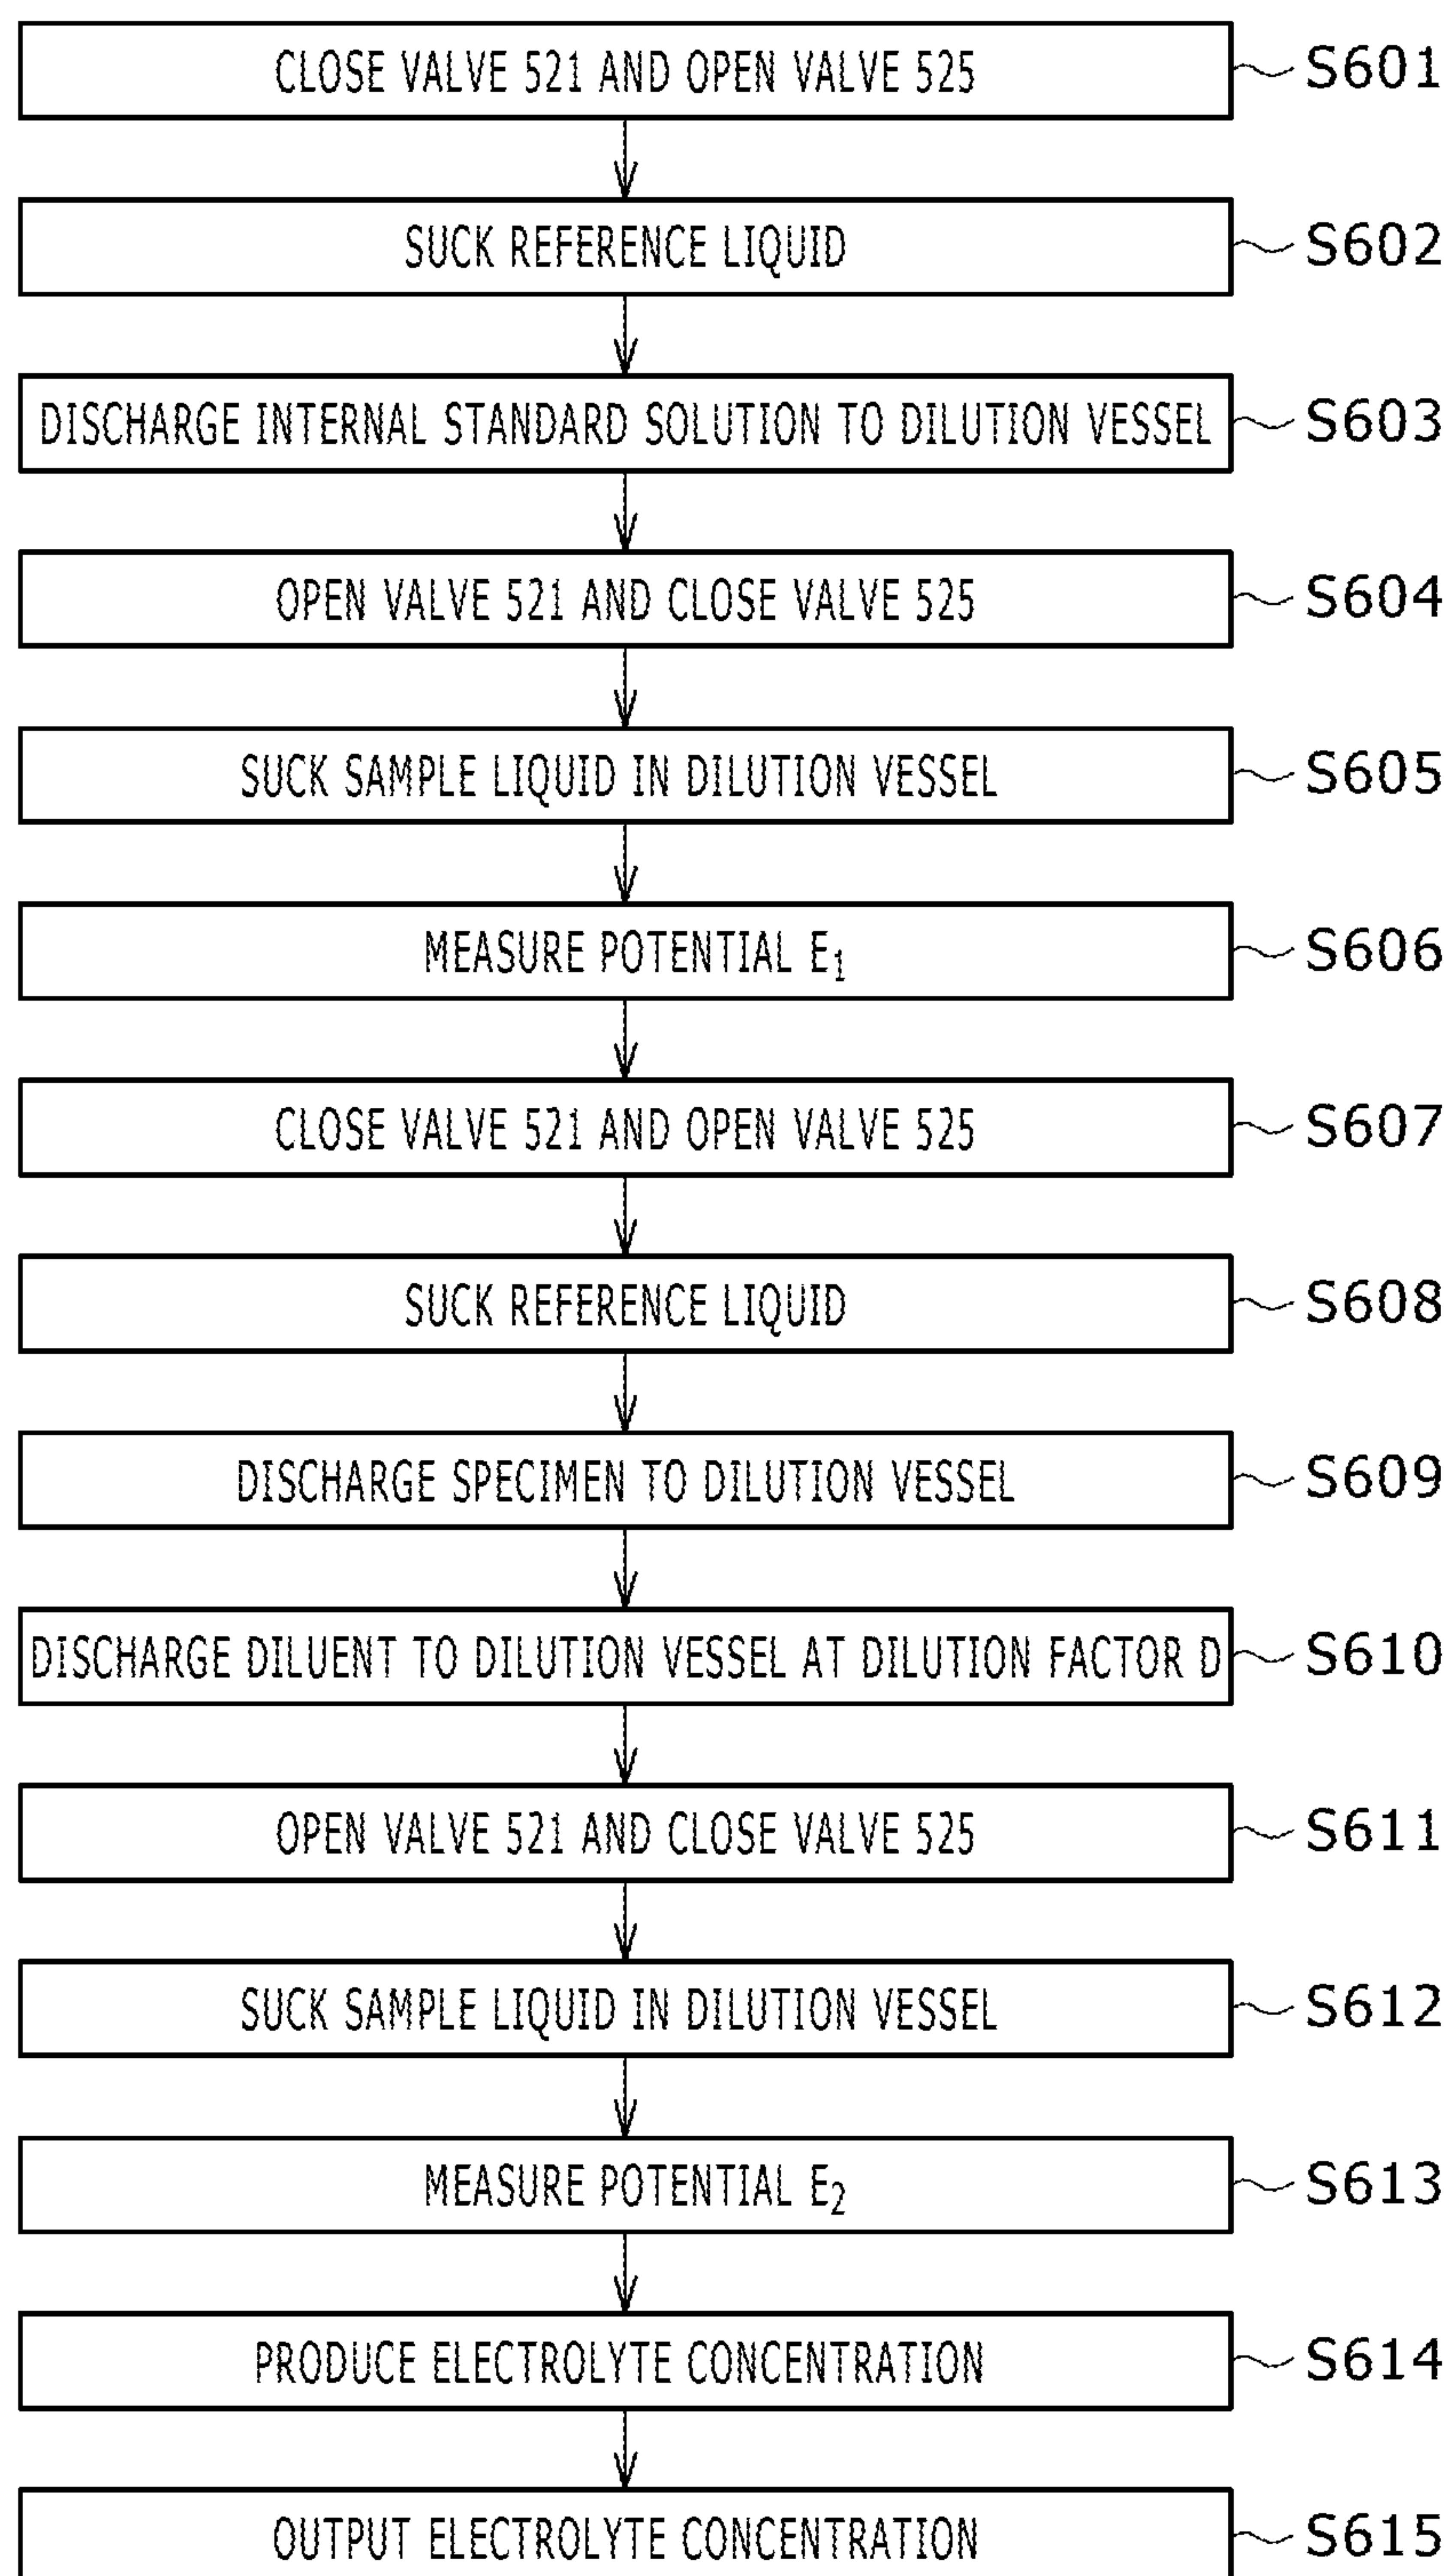 CLOSE VALVE 521 AND OPEN VALVE 525 S601
SUCK REFERENCE LIQUID S602
DISCHARGE INTERNAL STANDARD SOLUTION TO DILUTION VESSEL S603
OPEN VALVE 521 AND CLOSE VALVE 525 S604
SUCK SAMPLE LIQUID IN DILUTION VESSEL S605
MEASURE POTENTIAL E₁ S606
CLOSE VALVE 521 AND OPEN VALVE 525 S607
SUCK REFERENCE LIQUID S608
DISCHARGE SPECIMEN TO DILUTION VESSEL S609
DISCHARGE DILUENT TO DILUTION VESSEL AT DILUTION FACTOR D S610
OPEN VALVE 521 AND CLOSE VALVE 525 S611
SUCK SAMPLE LIQUID IN DILUTION VESSEL S612
MEASURE POTENTIAL E₂ S613
PRODUCE ELECTROLYTE CONCENTRATION S614
OUTPUT ELECTROLYTE CONCENTRATION S615